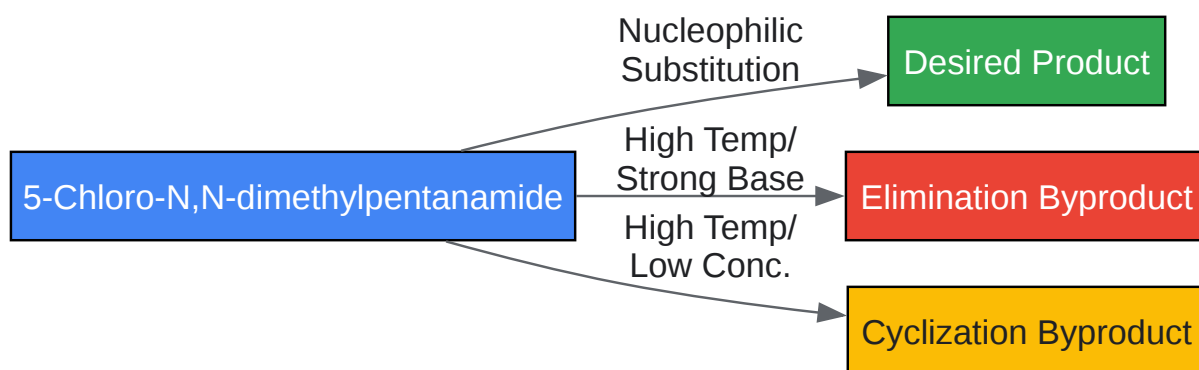 Nucleophilic
Substitution
Desired Product
5-Chloro-N,N-dimethylpentanamide
High Temp/
Strong Base
Elimination Byproduct
High Temp/
Low Conc.
Cyclization Byproduct